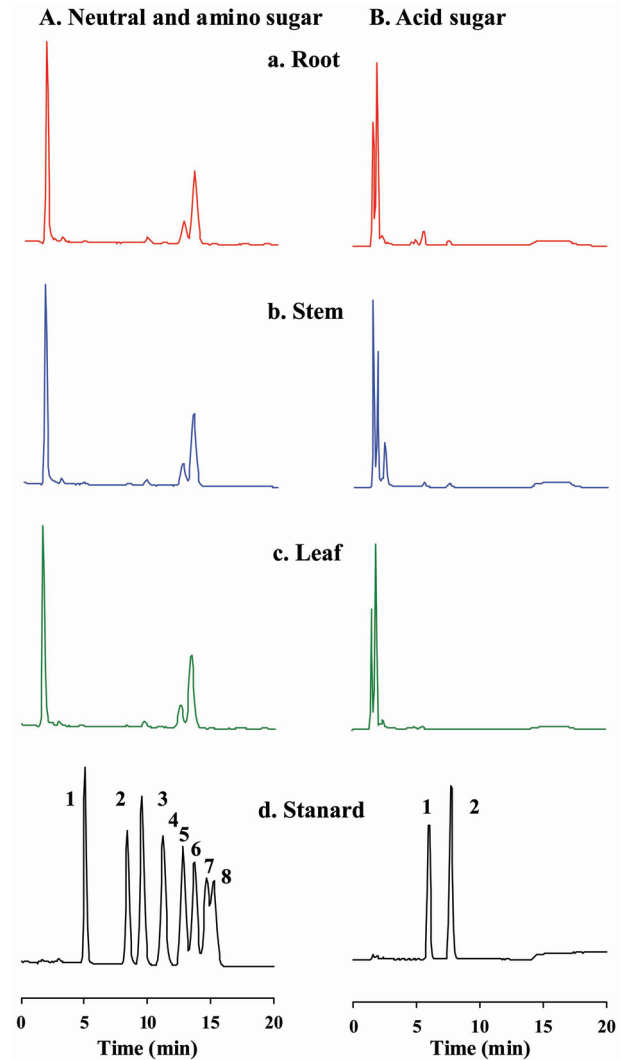 A. Neutral and amino sugar
B. Acid sugar
a. Root
b. Stem
c. Leaf
d. Stanard
1 2 3 4 5 6 7 8
1 2
0 5 10 15 20
0 5 10 15 20
Time (min)
Time (min)